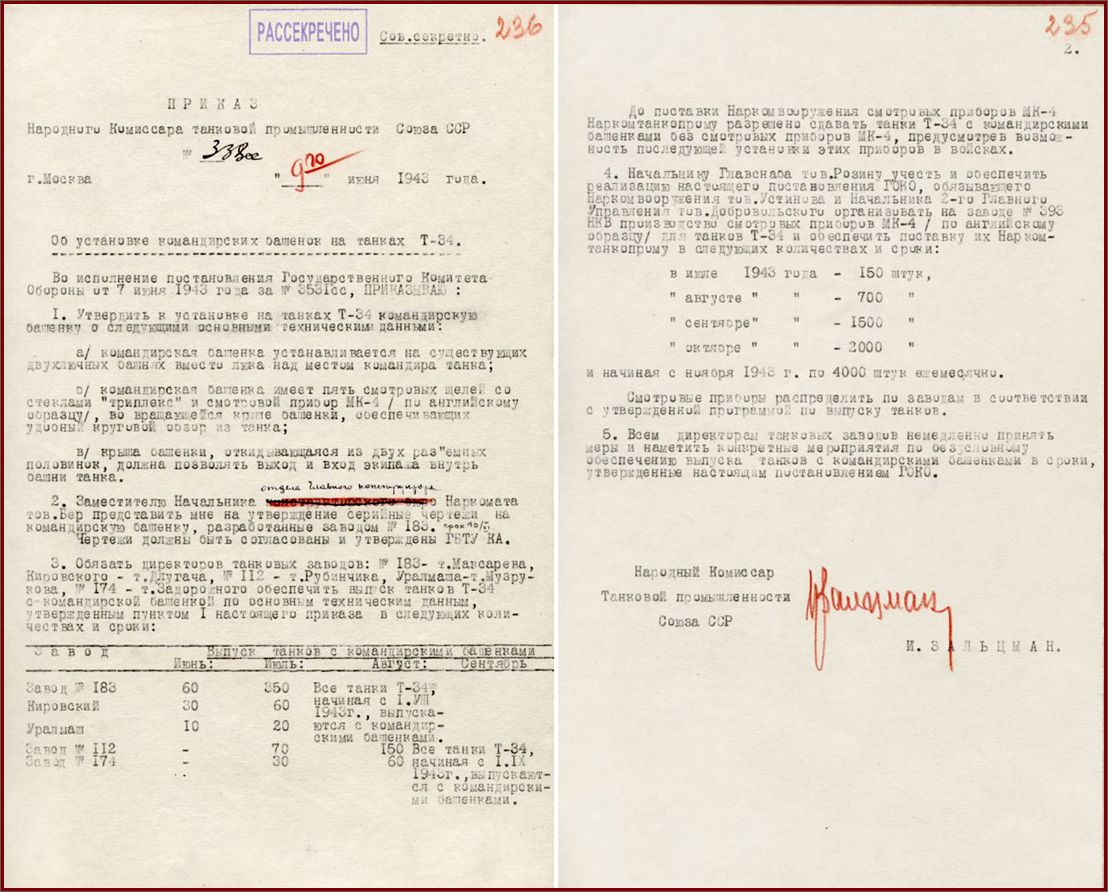 РАССЕКРЕЧЕНО
Сов.секретно.
236
ПРИКАЗ
Народного Комиссара танковой промышленности Союза ССР
№ 338сс
г.Москва " 9го " июня 1943 года.
Об установке командирских башенок на танках Т-34.
Во исполнение постановления Государственного Комитета
Обороны от 7 июня 1943 года за № 3531сс, ПРИКАЗЫВАЮ :
I. Утвердить к установке на танках Т-34 командирскую
башенку с следующими основными техническими данными:
а/ командирская башенка устанавливается на существующих
двухлючных башнях вместо люка над местом командира танка;
б/ командирская башенка имеет пять смотровых щелей со
стеклами "триплекс" и смотровой прибор МК-4 / по английскому
образцу/, во вращающейся крыше башенки, обеспечивающих
удобный круговой обзор из танка;
в/ крыша башенки, откидывающаяся из двух раз"емных
половинок, должна позволять выход и вход экипажа внутрь
башни танка.
отдела Главного конструктора
2. Заместителю Начальника Наркомата
тов.Бер представить мне на утверждение серийные чертежи на
командирскую башенку, разработанные заводом № 183. срок 10/VI.
Чертежи должны быть согласованы и утверждены ГБТУ КА.
3. Обязать директоров танковых заводов: № 183- т.Максарева,
Кировского - т.Длугача, № 112 - т.Рубинчика, Уралмаша-т.Музру-
кова, № 174 - т.Задорожного обеспечить выпуск танков Т-34
с командирской башенкой по основным техническим данным,
утвержденным пунктом I настоящего приказа в следующих коли-
чествах и сроки:
Завод Выпуск танков с командирскими башенками
Июнь: Июль: Август: Сентябрь
Завод № 183 60 350 Все танки Т-34,
Кировский 30 60 начиная с I.УШ
1943г., выпуска-
Уралмаш 10 20 ются с командир-
скими башенками.
Завод № 112 - 70 150 Все танки Т-34,
Завод № 174 - 30 60 начиная с I.IX
1943г.,выпускают-
ся с командирски-
ми башенками.
235
2.
До поставки Наркомвооружения смотровых приборов МК-4
Наркомтанкопрому разрешено сдавать танки Т-34 с командирскими
башенками без смотровых приборов МК-4, предусмотрев возмож-
ность последующей установки этих приборов в войсках.
4. Начальнику Главснаба тов.Розину учесть и обеспечить
реализацию настоящего постановления ГОКО, обязывающего
Наркомвооружения тов.Устинова и Начальника 2-го Главного
Управления тов.Добровольского организовать на заводе № 393
НКВ производство смотровых приборов МК-4 / по английскому
образцу/ для танков Т-34 и обеспечить поставку их Нарком-
танкопрому в следующих количествах и сроки:
в июле 1943 года - 150 штук,
" августе " " - 700 "
" сентябре" " - 1500 "
" октябре " " - 2000 "
и начиная с ноября 1943 г. по 4000 штук ежемесячно.
Смотровые приборы распределить по заводам в соответствии
с утвержденной программой по выпуску танков.
5. Всем директорам танковых заводов немедленно принять
меры и наметить конкретные мероприятия по безусловному
обеспечению выпуска танков с командирскими башенками в сроки,
утвержденные настоящим постановлением ГОКО.
Народный Комиссар
Танковой промышленности
Союза ССР
Зальцман
И. ЗАЛЬЦМАН.